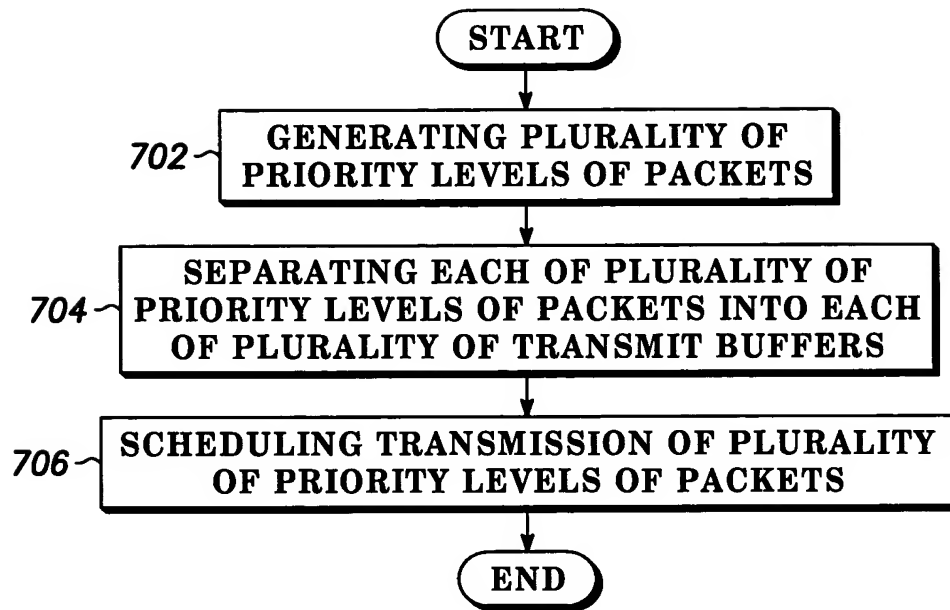 START
702
GENERATING PLURALITY OF
PRIORITY LEVELS OF PACKETS
704
SEPARATING EACH OF PLURALITY OF
PRIORITY LEVELS OF PACKETS INTO EACH
OF PLURALITY OF TRANSMIT BUFFERS
706
SCHEDULING TRANSMISSION OF PLURALITY
OF PRIORITY LEVELS OF PACKETS
END